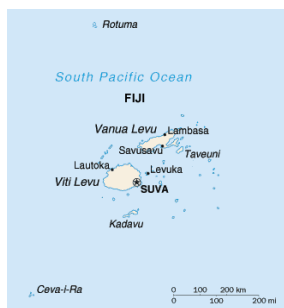 Rotuma
South Pacific Ocean
FIJI
Vanua Levu
Lambasa
Savusavu
Taveuni
Lautoka
Levuka
Viti Levu
SUVA
Kadavu
Ceva-i-Ra
0 100 200 km
0 100 200 mi